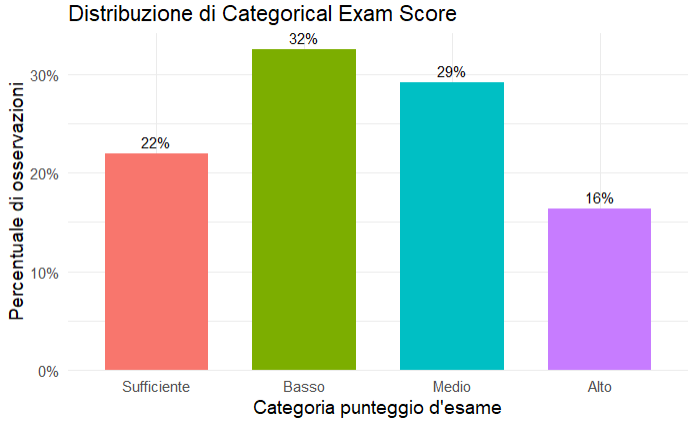 Distribuzione di Categorical Exam Score
Percentuale di osservazioni
30%
20%
10%
0%
22%
32%
29%
16%
Sufficiente
Basso
Medio
Alto
Categoria punteggio d'esame